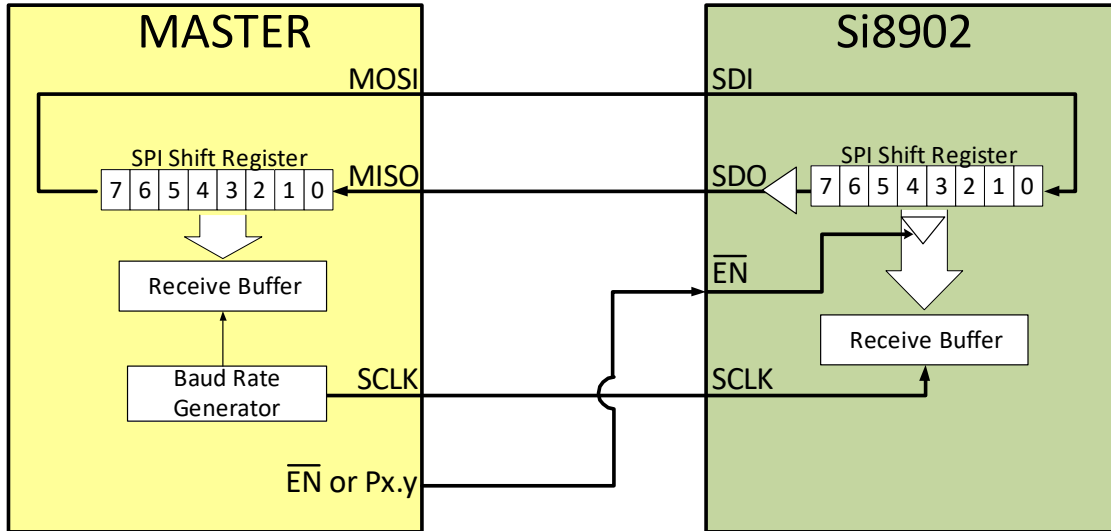 MASTER
MOSI
SPI Shift Register
MISO
7 6 5 4 3 2 1 0
Receive Buffer
Baud Rate
Generator
SCLK
E̅N̅ or Px.y
Si8902
SDI
SPI Shift Register
SDO
7 6 5 4 3 2 1 0
E̅N̅
Receive Buffer
SCLK